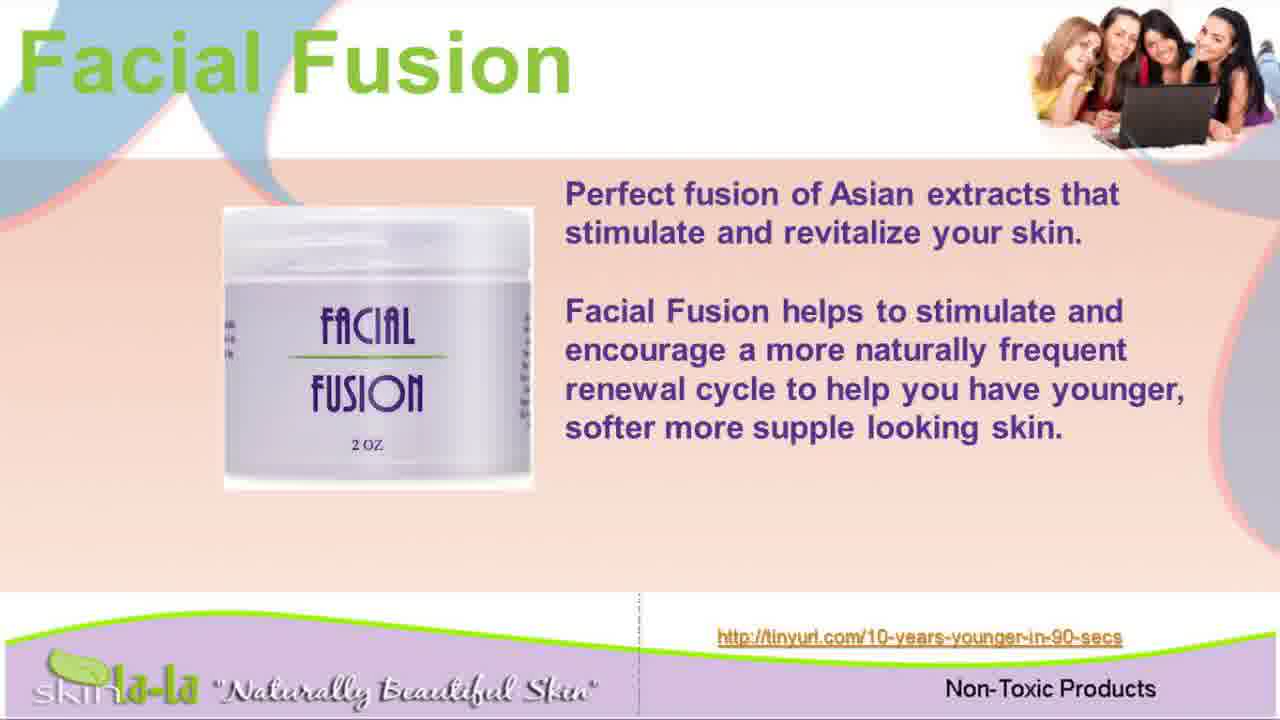 Facial Fusion
Perfect fusion of Asian extracts that
stimulate and revitalize your skin.
Facial Fusion helps to stimulate and
encourage a more naturally frequent
renewal cycle to help you have younger,
softer more supple looking skin.
FACIAL
FUSION
2 OZ
http://tinyurl.com/10-years-younger-in-90-secs
skin la-la "Naturally Beautiful Skin"
Non-Toxic Products